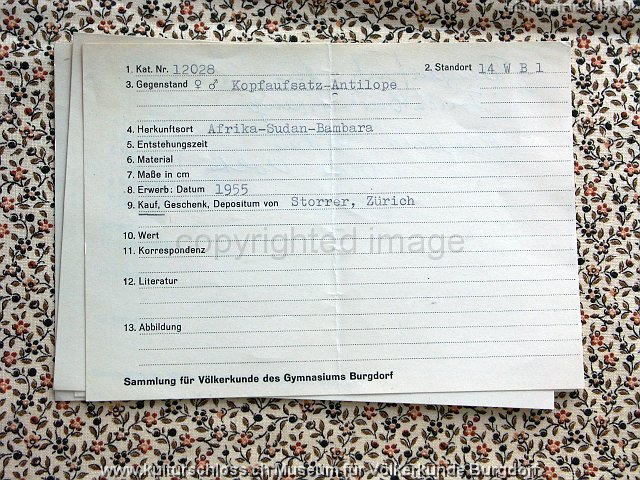 1. Kat. Nr. 12028 2. Standort 14 W B 1
3. Gegenstand ♀ ♂ Kopfaufsatz-Antilope
4. Herkunftsort Afrika-Sudan-Bambara
5. Entstehungszeit
6. Material
7. Maße in cm
8. Erwerb: Datum 1955
9. Kauf, Geschenk, Depositum von Storrer, Zürich
10. Wert
copyrighted image
11. Korrespondenz
12. Literatur
13. Abbildung
Sammlung für Völkerkunde des Gymnasiums Burgdorf
www.kulturschloss.ch Museum für Völkerkunde Burgdorf